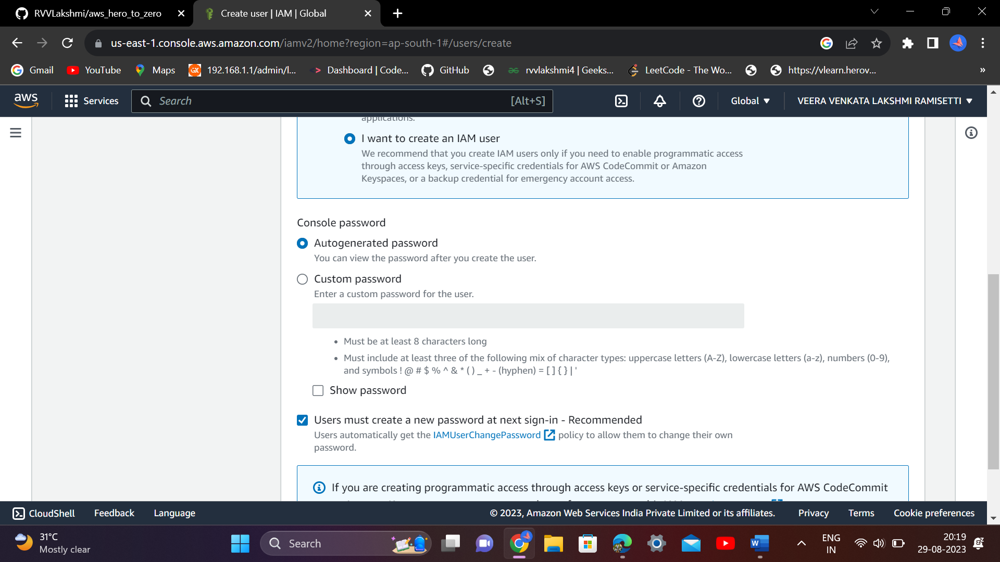 RVVLakshmi/aws_hero_to_zero
Create user | IAM | Global
us-east-1.console.aws.amazon.com/iamv2/home?region=ap-south-1#/users/create
Gmail YouTube Maps 192.168.1.1/admin/l... Dashboard | Code... GitHub rvvlakshmi4 | Geeks... LeetCode - The Wo... https://vlearn.herov... »
aws Services Search [Alt+S] Global VEERA VENKATA LAKSHMI RAMISETTI
applications.
I want to create an IAM user
We recommend that you create IAM users only if you need to enable programmatic access
through access keys, service-specific credentials for AWS CodeCommit or Amazon
Keyspaces, or a backup credential for emergency account access.
Console password
Autogenerated password
You can view the password after you create the user.
Custom password
Enter a custom password for the user.
• Must be at least 8 characters long
• Must include at least three of the following mix of character types: uppercase letters (A-Z), lowercase letters (a-z), numbers (0-9),
and symbols ! @ # $ % ^ & * ( ) _ + - (hyphen) = [ ] { } | '
Show password
Users must create a new password at next sign-in - Recommended
Users automatically get the IAMUserChangePassword policy to allow them to change their own
password.
If you are creating programmatic access through access keys or service-specific credentials for AWS CodeCommit
CloudShell Feedback Language © 2023, Amazon Web Services India Private Limited or its affiliates. Privacy Terms Cookie preferences
31°C
Mostly clear
Search
ENG
IN
20:19
29-08-2023